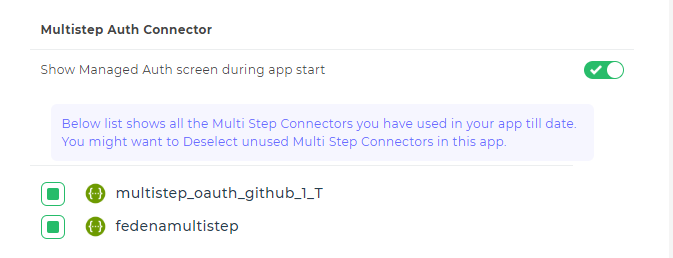 Multistep Auth Connector
Show Managed Auth screen during app start
Below list shows all the Multi Step Connectors you have used in your app till date.
You might want to Deselect unused Multi Step Connectors in this app.
multistep_oauth_github_1_T
fedenamultistep